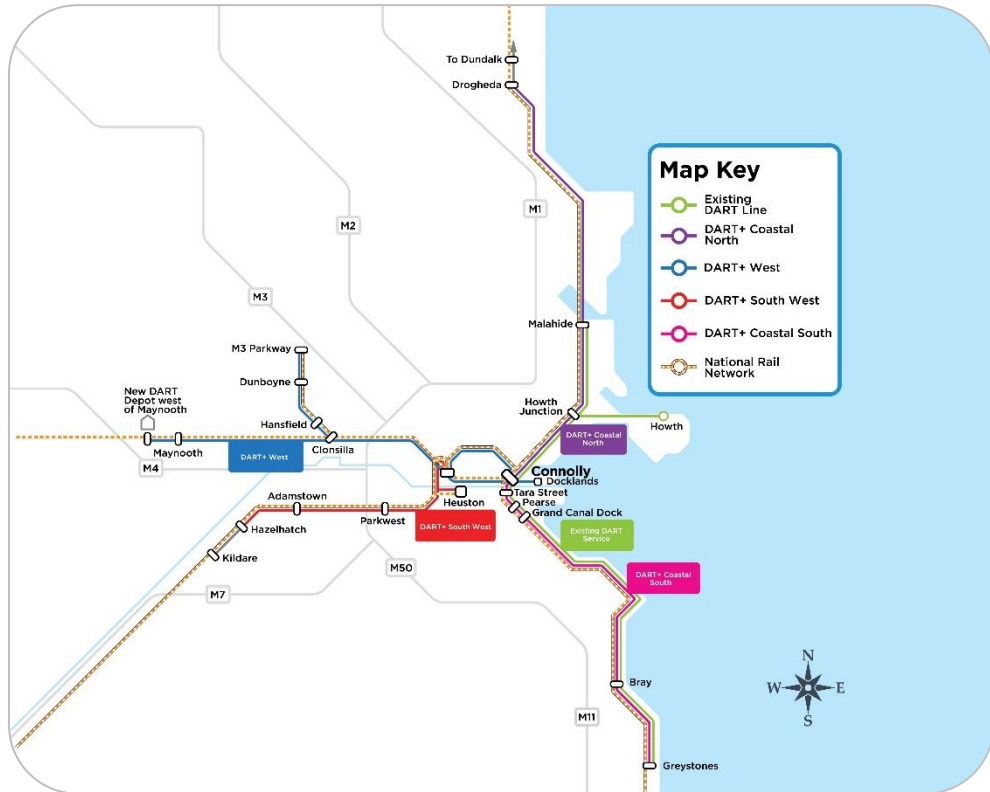 To Dundalk
Drogheda
Map Key
Existing
DART Line
DART+ Coastal
North
DART+ West
DART+ South West
DART+ Coastal South
National Rail
Network
M1
M2
M3
Malahide
M3 Parkway
Dunboyne
New DART
Depot west
of Maynooth
Howth
Junction
Howth
Hansfield
DART+ Coastal
North
Maynooth
Clonsilla
DART+ West
M4
Connolly
Docklands
Heuston
Tara Street
Pearse
Grand Canal Dock
Adamstown
Parkwest
DART+ South West
Existing DART
Service
Hazelhatch
Kildare
M50
DART+ Coastal
South
M7
N
W
E
S
Bray
M11
Greystones